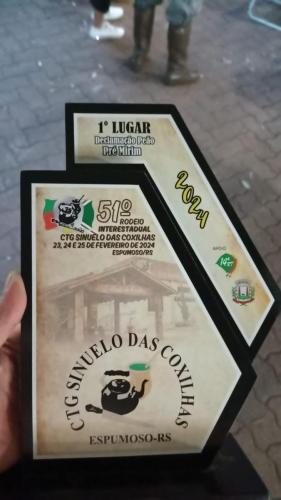 1º LUGAR
Declamação Peão
Pré Mirim
2024
51º
RODEIO
INTERESTADUAL
CTG SINUELO DAS COXILHAS
23, 24 E 25 DE FEVEREIRO DE 2024
ESPUMOSO/RS
APOIO
CTG SINUELO DAS COXILHAS
ESPUMOSO-RS